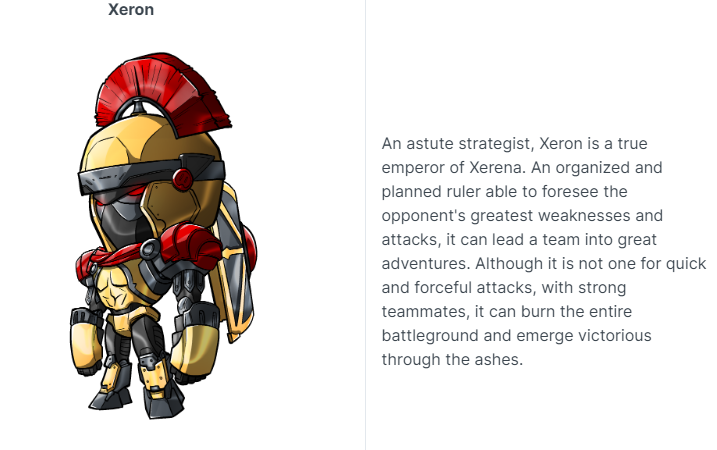 Xeron
An astute strategist, Xeron is a true
emperor of Xerena. An organized and
planned ruler able to foresee the
opponent's greatest weaknesses and
attacks, it can lead a team into great
adventures. Although it is not one for quick
and forceful attacks, with strong
teammates, it can burn the entire
battleground and emerge victorious
through the ashes.